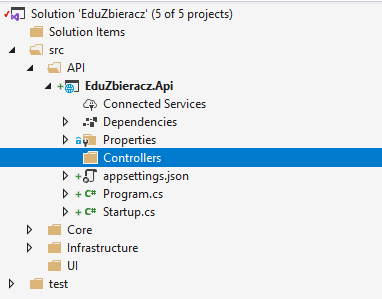 Solution 'EduZbieracz' (5 of 5 projects)
Solution Items
src
API
EduZbieracz.Api
Connected Services
Dependencies
Properties
Controllers
appsettings.json
C# Program.cs
C# Startup.cs
Core
Infrastructure
UI
test